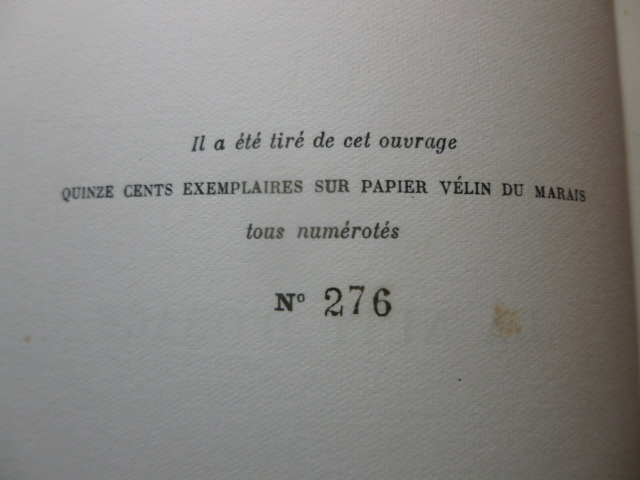 Il a été tiré de cet ouvrage
QUINZE CENTS EXEMPLAIRES SUR PAPIER VÉLIN DU MARAIS
tous numérotés
Nº 276